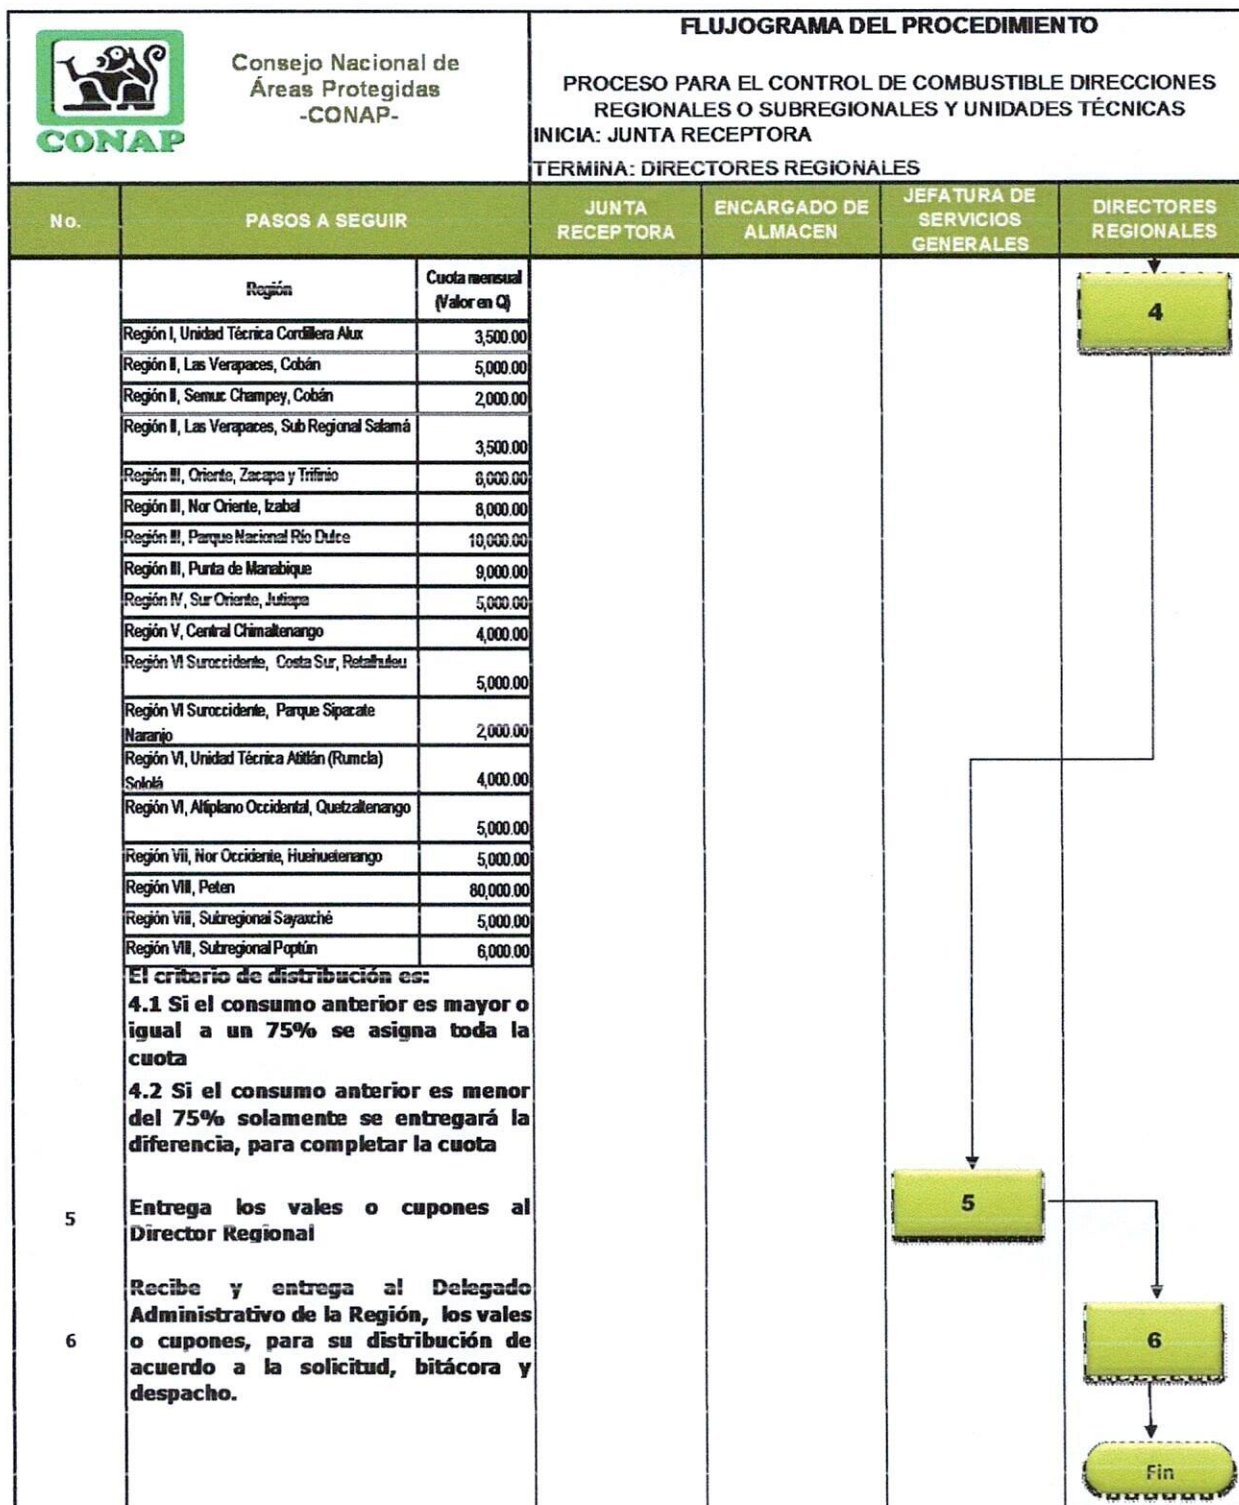 CONAP
Consejo Nacional de
Áreas Protegidas
-CONAP-
FLUJOGRAMA DEL PROCEDIMIENTO
PROCESO PARA EL CONTROL DE COMBUSTIBLE DIRECCIONES
REGIONALES O SUBREGIONALES Y UNIDADES TÉCNICAS
INICIA: JUNTA RECEPTORA
TERMINA: DIRECTORES REGIONALES
No.
PASOS A SEGUIR
JUNTA
RECEPTORA
ENCARGADO DE
ALMACEN
JEFATURA DE
SERVICIOS
GENERALES
DIRECTORES
REGIONALES
Región
Cuota mensual
(Valor en Q)
Región I, Unidad Técnica Cordillera Alux 3,500.00
Región II, Las Verapaces, Cobán 5,000.00
Región II, Semuc Champey, Cobán 2,000.00
Región II, Las Verapaces, Sub Regional Salamá
3,500.00
Región III, Oriente, Zacapa y Trifinio 8,000.00
Región III, Nor Oriente, Izabal 8,000.00
Región III, Parque Nacional Río Dulce 10,000.00
Región III, Punta de Manabique 9,000.00
Región IV, Sur Oriente, Jutiapa 5,000.00
Región V, Central Chimaltenango 4,000.00
Región VI Suroccidente, Costa Sur, Retalhuleu
5,000.00
Región VI Suroccidente, Parque Sipacate
Naranjo 2,000.00
Región VI, Unidad Técnica Atitlán (Rumcla)
Sololá 4,000.00
Región VI, Altiplano Occidental, Quetzaltenango
5,000.00
Región VII, Nor Occidente, Huehuetenango 5,000.00
Región VIII, Peten 80,000.00
Región VIII, Subregional Sayaxché 5,000.00
Región VIII, Subregional Poptún 6,000.00
4
El criterio de distribución es:
4.1 Si el consumo anterior es mayor o
igual a un 75% se asigna toda la
cuota
4.2 Si el consumo anterior es menor
del 75% solamente se entregará la
diferencia, para completar la cuota
5
Entrega los vales o cupones al
Director Regional
5
6
Recibe y entrega al Delegado
Administrativo de la Región, los vales
o cupones, para su distribución de
acuerdo a la solicitud, bitácora y
despacho.
6
Fin